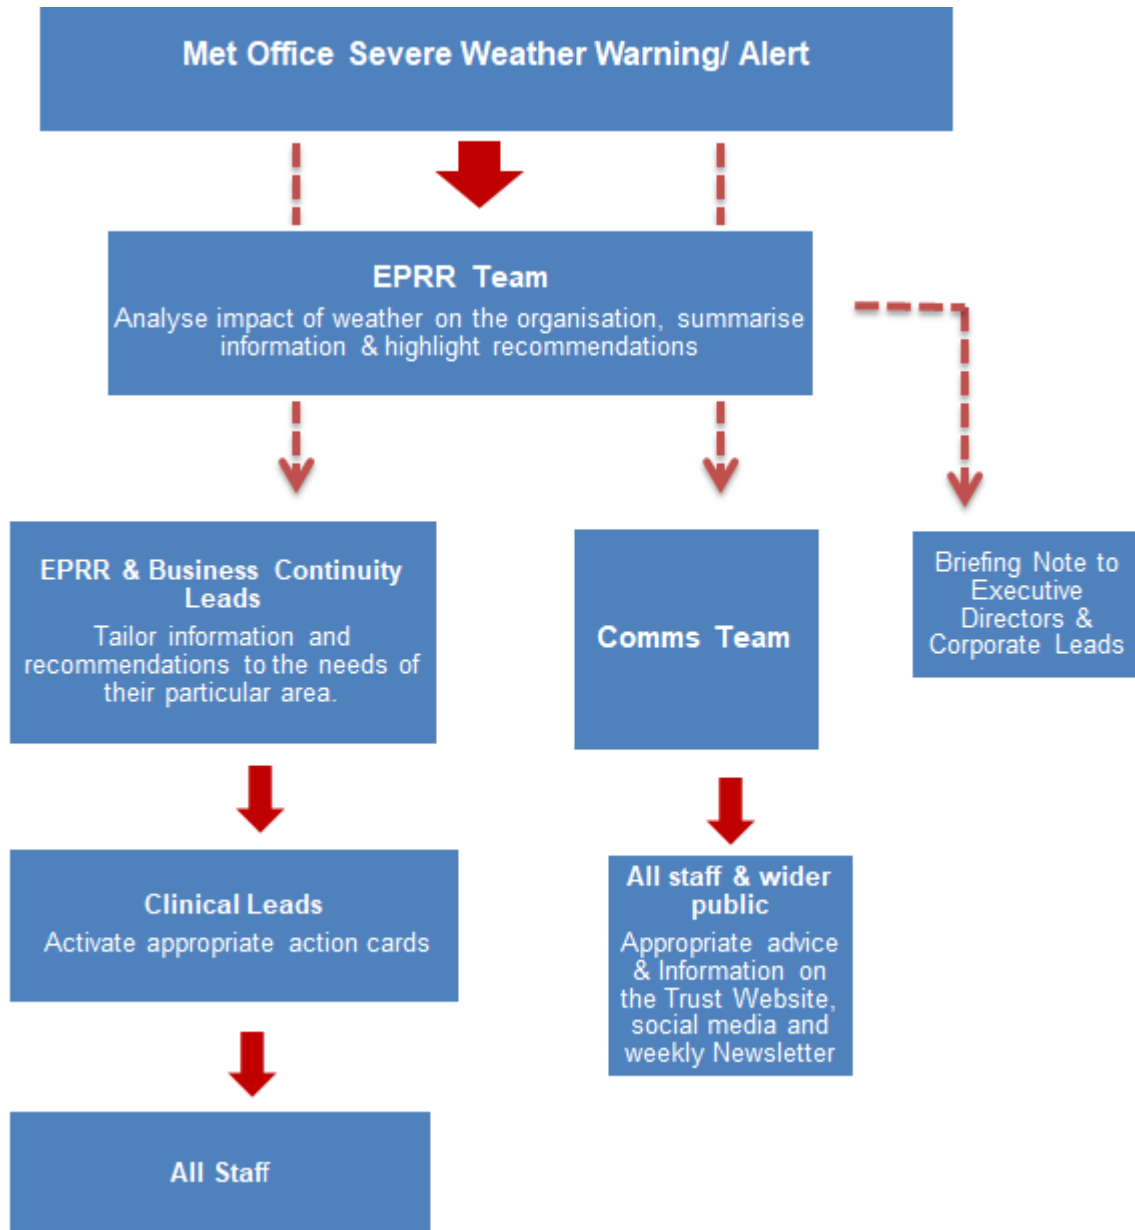 Met Office Severe Weather Warning/ Alert
EPRR Team
Analyse impact of weather on the organisation, summarise
information & highlight recommendations
EPRR & Business Continuity
Leads
Tailor information and
recommendations to the needs of
their particular area.
Comms Team
Briefing Note to
Executive
Directors &
Corporate Leads
Clinical Leads
Activate appropriate action cards
All staff & wider
public
Appropriate advice
& Information on
the Trust Website,
social media and
weekly Newsletter
All Staff